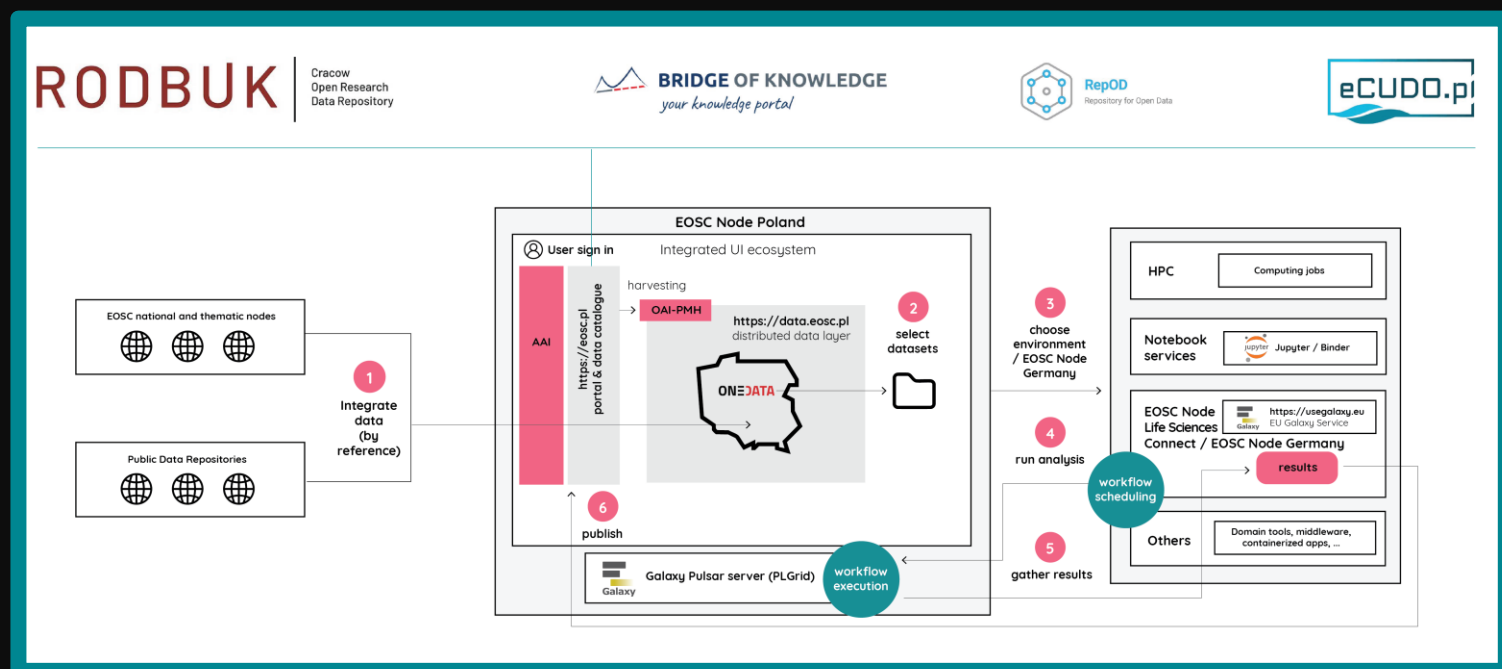 RODBUK
Cracow
Open Research
Data Repository
BRIDGE OF KNOWLEDGE
your knowledge portal
RepOD
Repository for Open Data
eCUDO.pl
EOSC national and thematic nodes
Public Data Repositories
1
Integrate
data
(by
reference)
EOSC Node Poland
User sign in
Integrated UI ecosystem
AAI
https://eosc.pl
portal & data catalogue
harvesting
OAI-PMH
https://data.eosc.pl
distributed data layer
ONEDATA
2
select
datasets
6
publish
Galaxy
Galaxy Pulsar server (PLGrid)
workflow
execution
3
choose
environment
/ EOSC Node
Germany
4
run analysis
workflow
scheduling
5
gather results
HPC
Computing jobs
Notebook
services
jupyter
Jupyter / Binder
EOSC Node
Life Sciences
Connect / EOSC Node Germany
Galaxy
https://usegalaxy.eu
EU Galaxy Service
results
Others
Domain tools, middleware,
containerized apps, ...